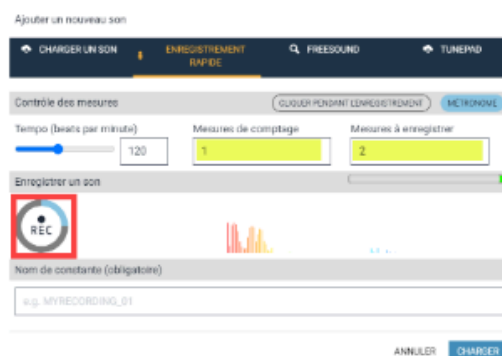 Ajouter un nouveau son
CHARGER UN SON
ENREGISTREMENT
RAPIDE
FREESOUND
TUNEPAD
Contrôle des mesures
CLIQUER PENDANT L'ENREGISTREMENT
MÉTRONOME
Tempo (beats par minute)
Mesures de comptage
Mesures à enregistrer
120
1
2
Enregistrer un son
REC
Nom de constante (obligatoire)
e.g. MYRECORDING_01
ANNULER
CHARGER